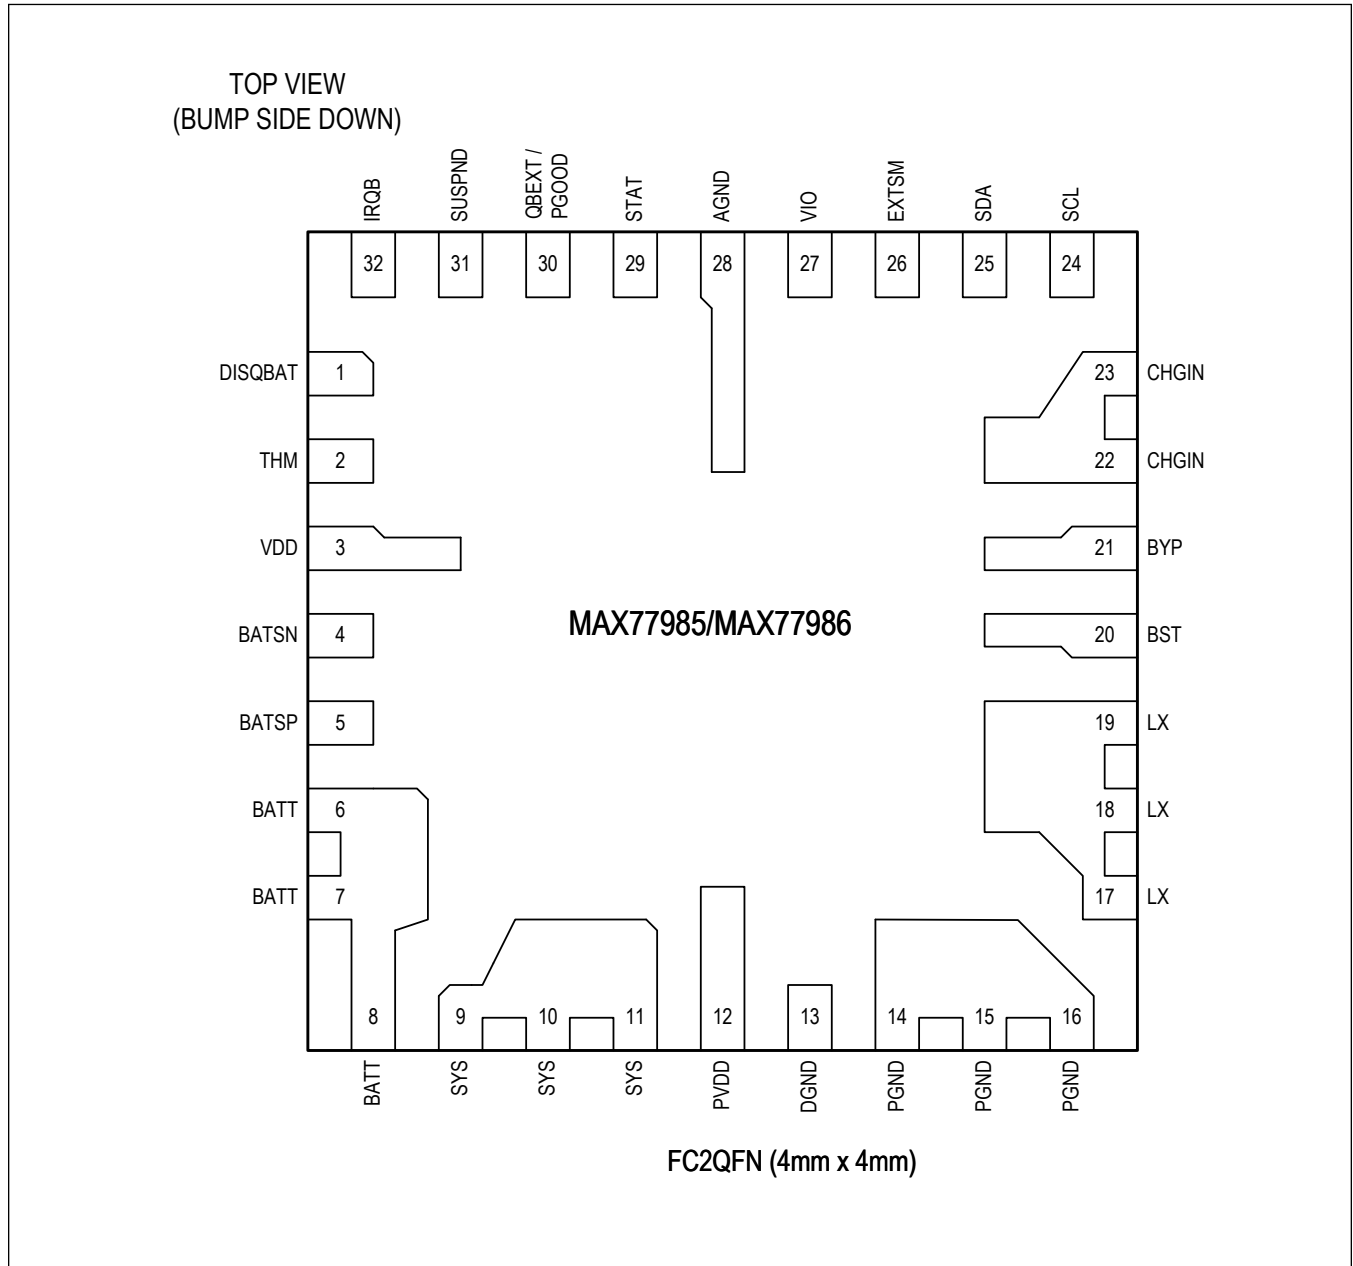 TOP VIEW
(BUMP SIDE DOWN)
IRQB
SUSPND
QBEXT /
PGOOD
STAT
AGND
VIO
EXTSM
SDA
SCL
32
31
30
29
28
27
26
25
24
DISQBAT 1
23 CHGIN
THM 2
22 CHGIN
VDD 3
21 BYP
MAX77985/MAX77986
BATSN 4
20 BST
BATSP 5
19 LX
BATT 6
18 LX
BATT 7
17 LX
8
9
10
11
12
13
14
15
16
BATT
SYS
SYS
SYS
PVDD
DGND
PGND
PGND
PGND
FC2QFN (4mm x 4mm)